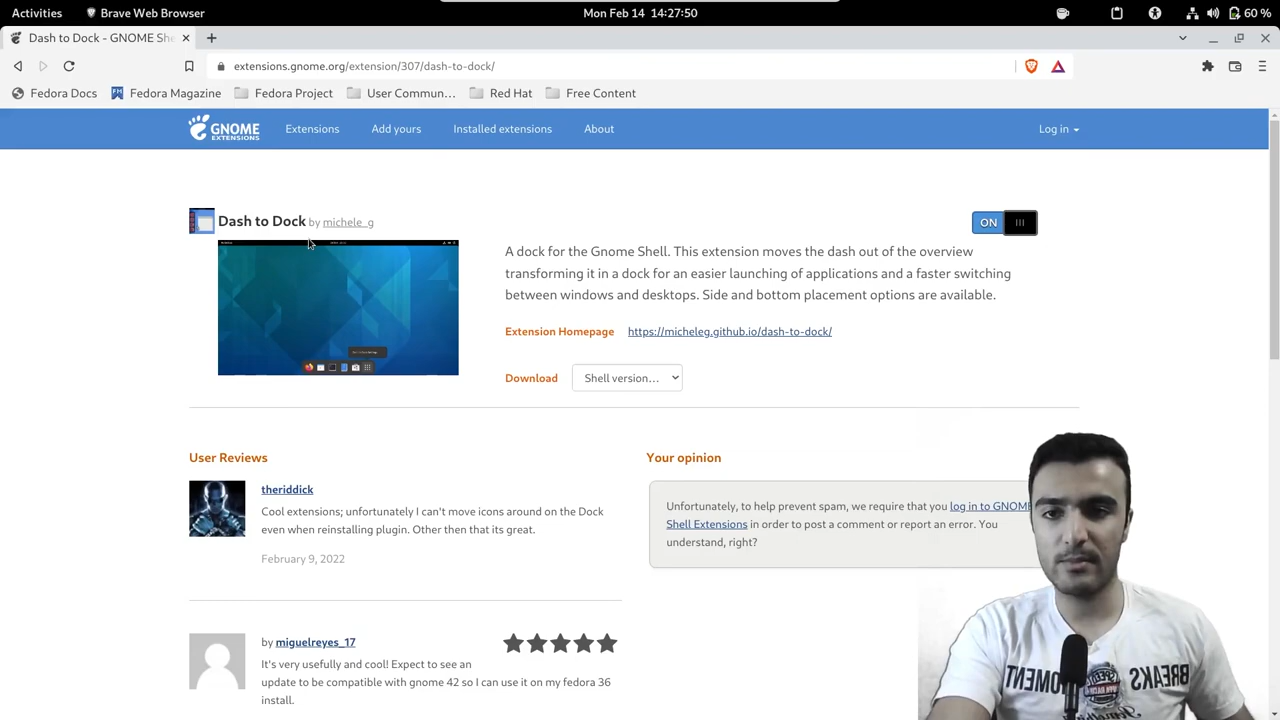 Activities
Brave Web Browser
Mon Feb 14 14:27:50
60 %
Dash to Dock - GNOME She
extensions.gnome.org/extension/307/dash-to-dock/
Fedora Docs
Fedora Magazine
Fedora Project
User Commun...
Red Hat
Free Content
GNOME
EXTENSIONS
Extensions
Add yours
Installed extensions
About
Log in
Dash to Dock by michele_g
ON
A dock for the Gnome Shell. This extension moves the dash out of the overview
transforming it in a dock for an easier launching of applications and a faster switching
between windows and desktops. Side and bottom placement options are available.
Extension Homepage https://micheleg.github.io/dash-to-dock/
Download Shell version...
User Reviews
theriddick
Cool extensions; unfortunately I can't move icons around on the Dock
even when reinstalling plugin. Other then that its great.
February 9, 2022
by miguelreyes_17
It's very usefully and cool! Expect to see an
update to be compatible with gnome 42 so I can use it on my fedora 36
install.
Your opinion
Unfortunately, to help prevent spam, we require that you log in to GNOME
Shell Extensions in order to post a comment or report an error. You
understand, right?
MOMENT
BREAKS